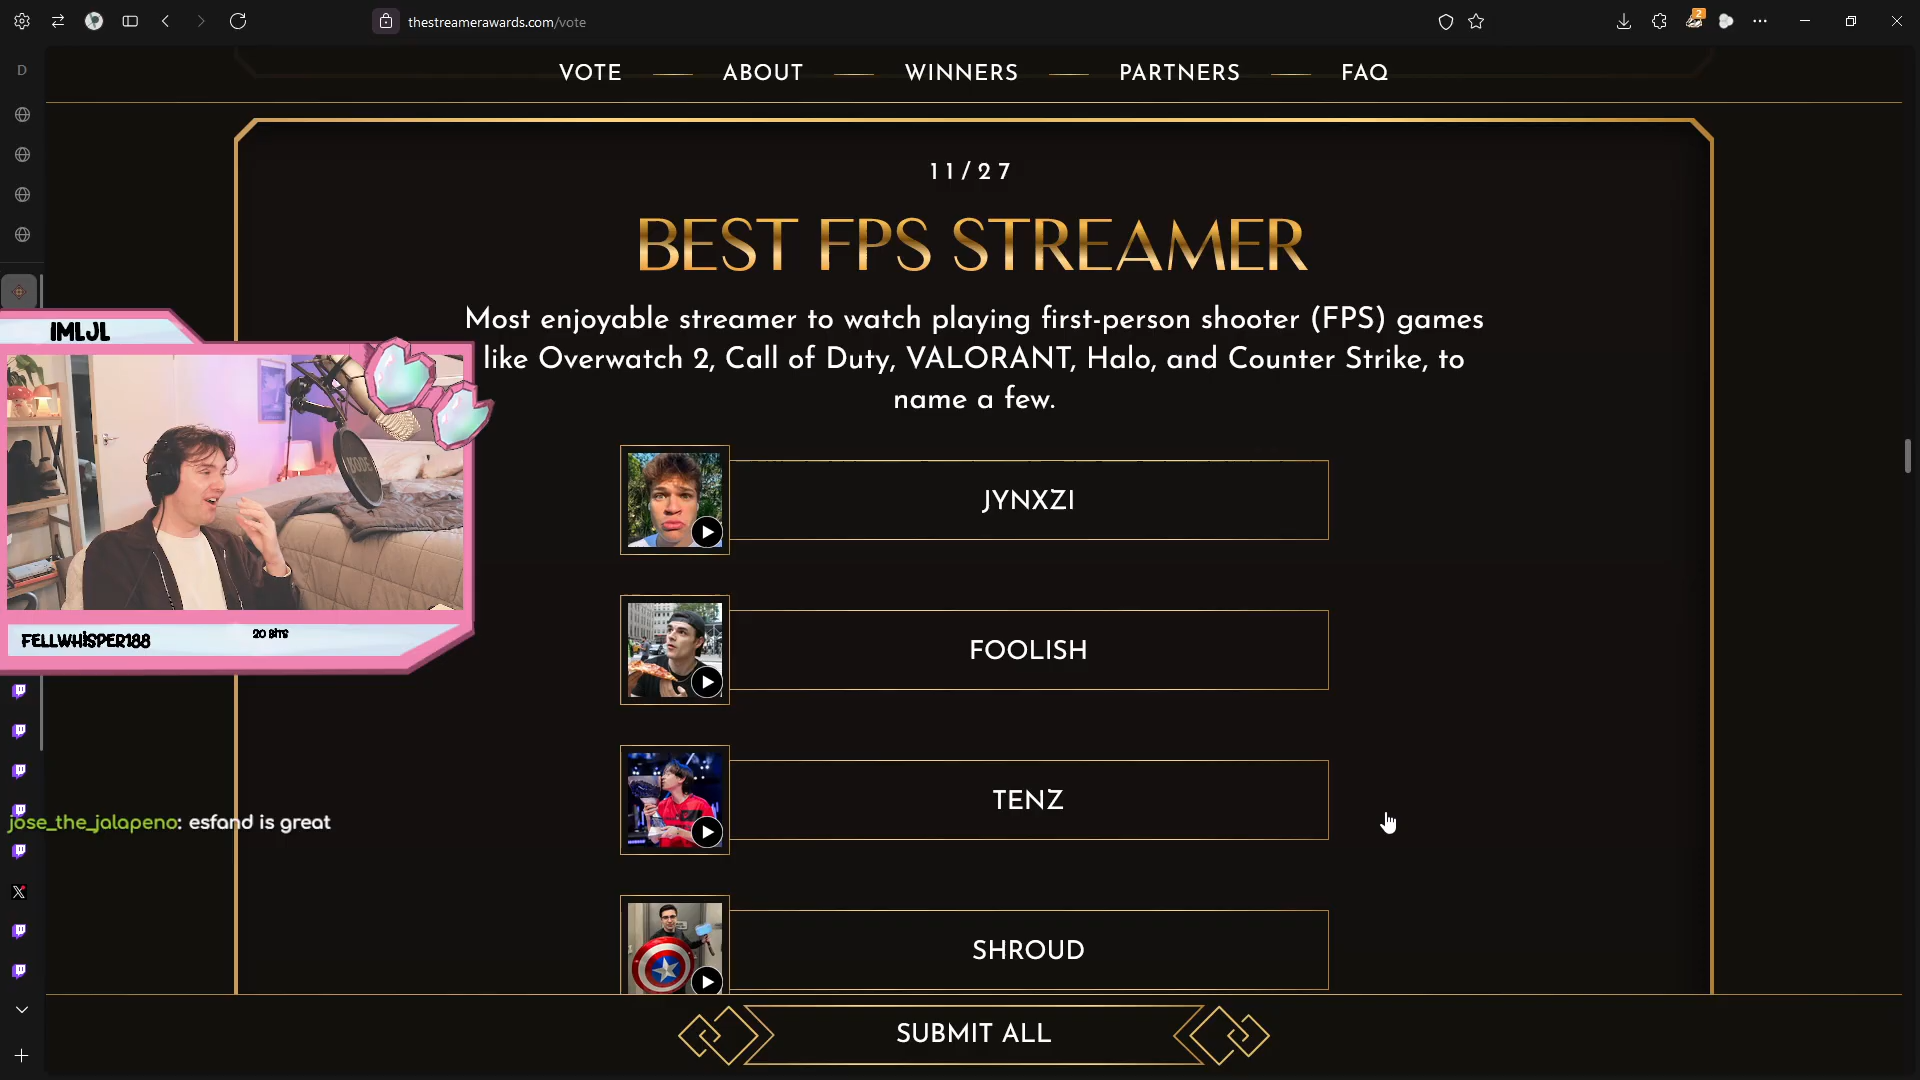 thestreamerawards.com/vote
2
D
VOTE
ABOUT
WINNERS
PARTNERS
FAQ
11/27
BEST FPS STREAMER
Most enjoyable streamer to watch playing first-person shooter (FPS) games
like Overwatch 2, Call of Duty, VALORANT, Halo, and Counter Strike, to
name a few.
IMLJL
RODE
FELLWHISPER188
20 BITS
JYNXZI
FOOLISH
TENZ
SHROUD
jose_the_jalapeno: esfand is great
SUBMIT ALL